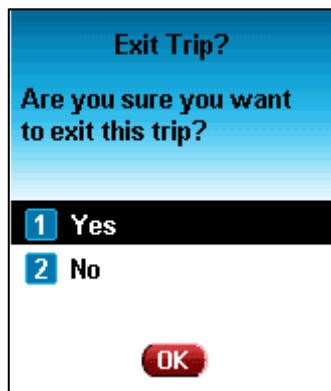 Exit Trip?
Are you sure you want
to exit this trip?
1 Yes
2 No
OK